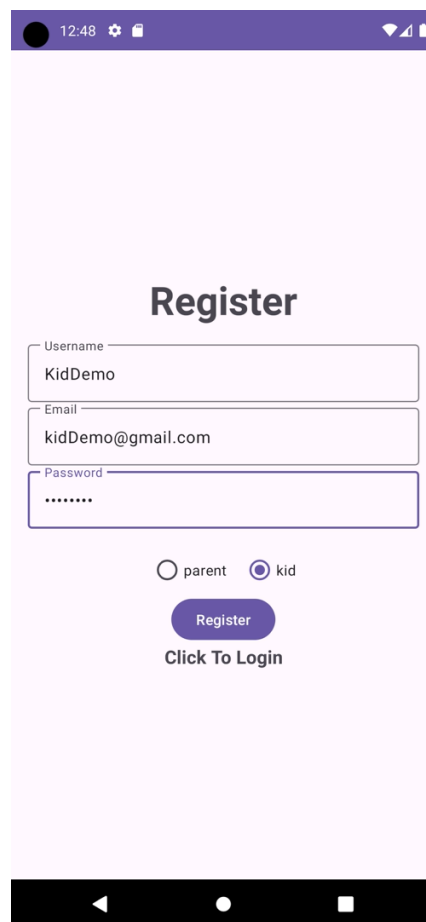 12:48
Register
Username
KidDemo
Email
kidDemo@gmail.com
Password
••••••••
parent kid
Register
Click To Login